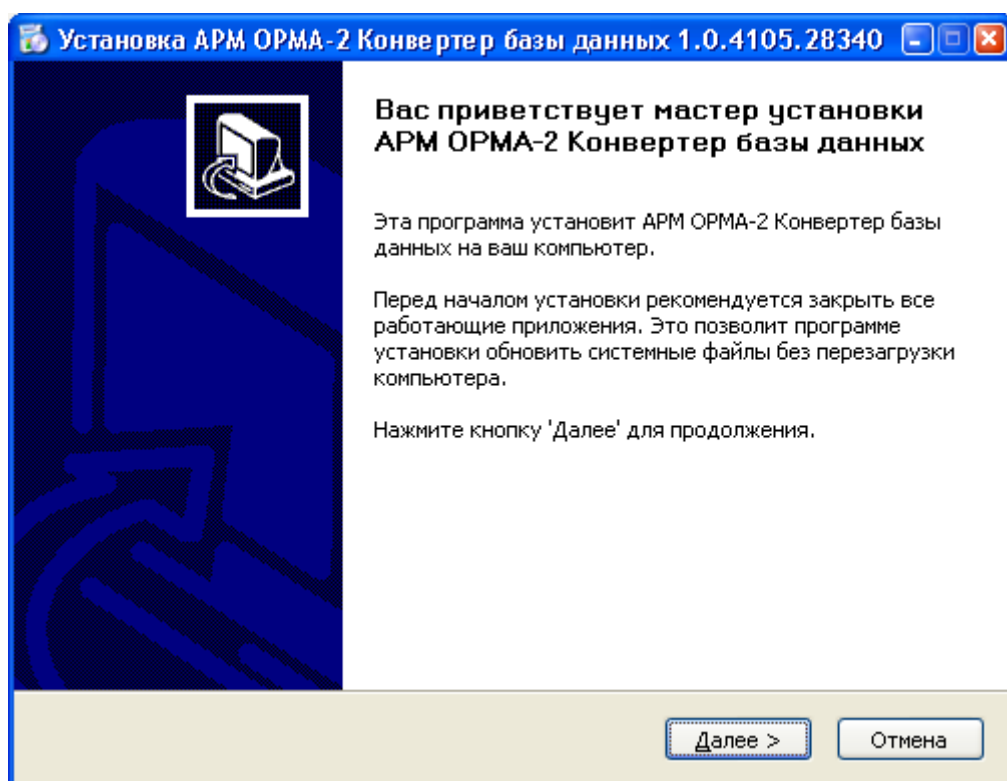 Установка АРМ ОРМА-2 Конвертер базы данных 1.0.4105.28340
Вас приветствует мастер установки
АРМ ОРМА-2 Конвертер базы данных
Эта программа установит АРМ ОРМА-2 Конвертер базы
данных на ваш компьютер.
Перед началом установки рекомендуется закрыть все
работающие приложения. Это позволит программе
установки обновить системные файлы без перезагрузки
компьютера.
Нажмите кнопку 'Далее' для продолжения.
Далее >
Отмена